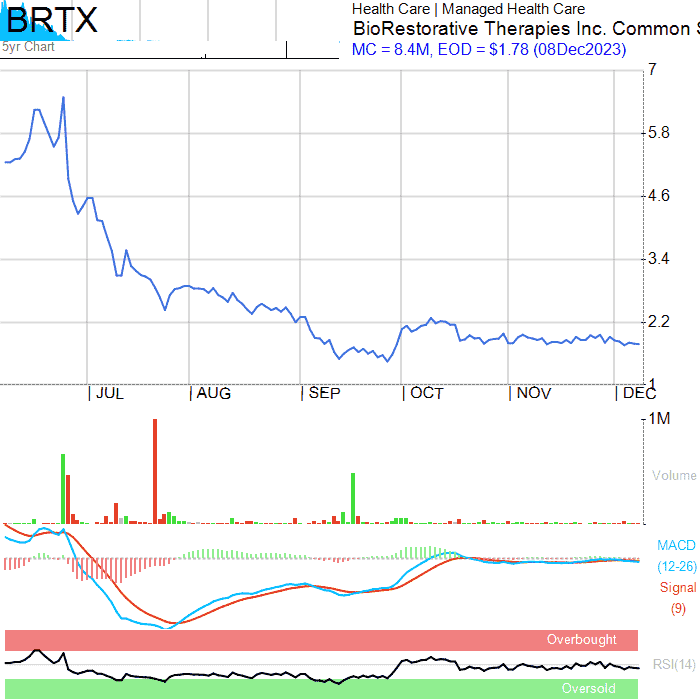 BRTX
5yr Chart
Health Care | Managed Health Care
BioRestorative Therapies Inc. Common
MC = 8.4M, EOD = $1.78 (08Dec2023)
7
5.8
4.6
3.4
2.2
1
JUL AUG SEP OCT NOV DEC
1M
Volume
MACD
(12-26)
Signal
(9)
Overbought
RSI(14)
Oversold